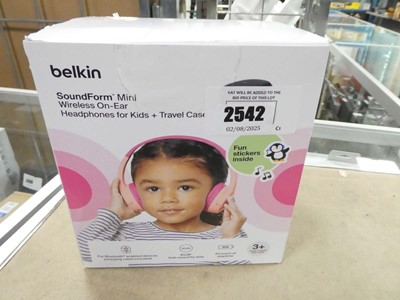 belkin
SoundForm™ Mini
Wireless On-Ear
Headphones for Kids + Travel Case
VAT WILL BE ADDED TO THE
BID PRICE OF THIS LOT
2542
02/08/2025
Fun
stickers
inside
3+